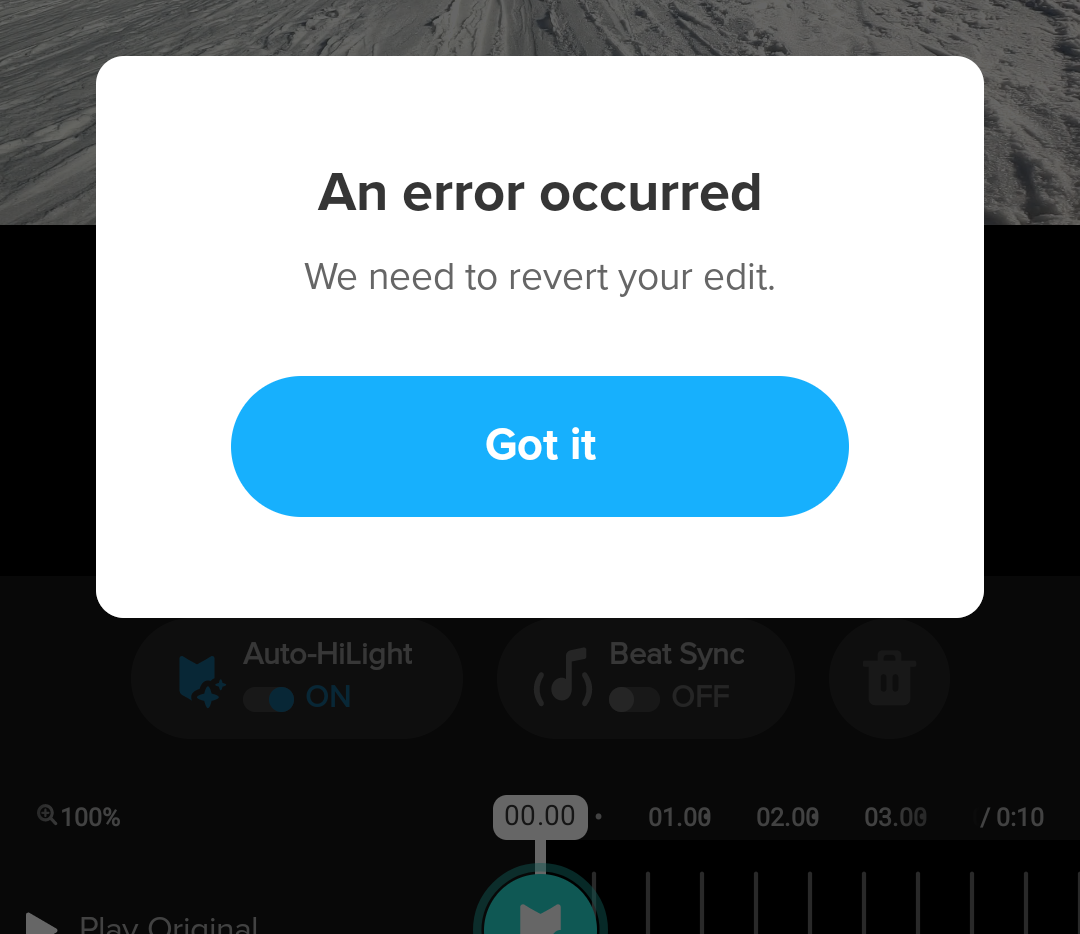 An error occurred
We need to revert your edit.
Got it
Auto-HiLight
ON
Beat Sync
OFF
100%
00.00
01.00
02.00
03.00
/ 0:10
Play Original